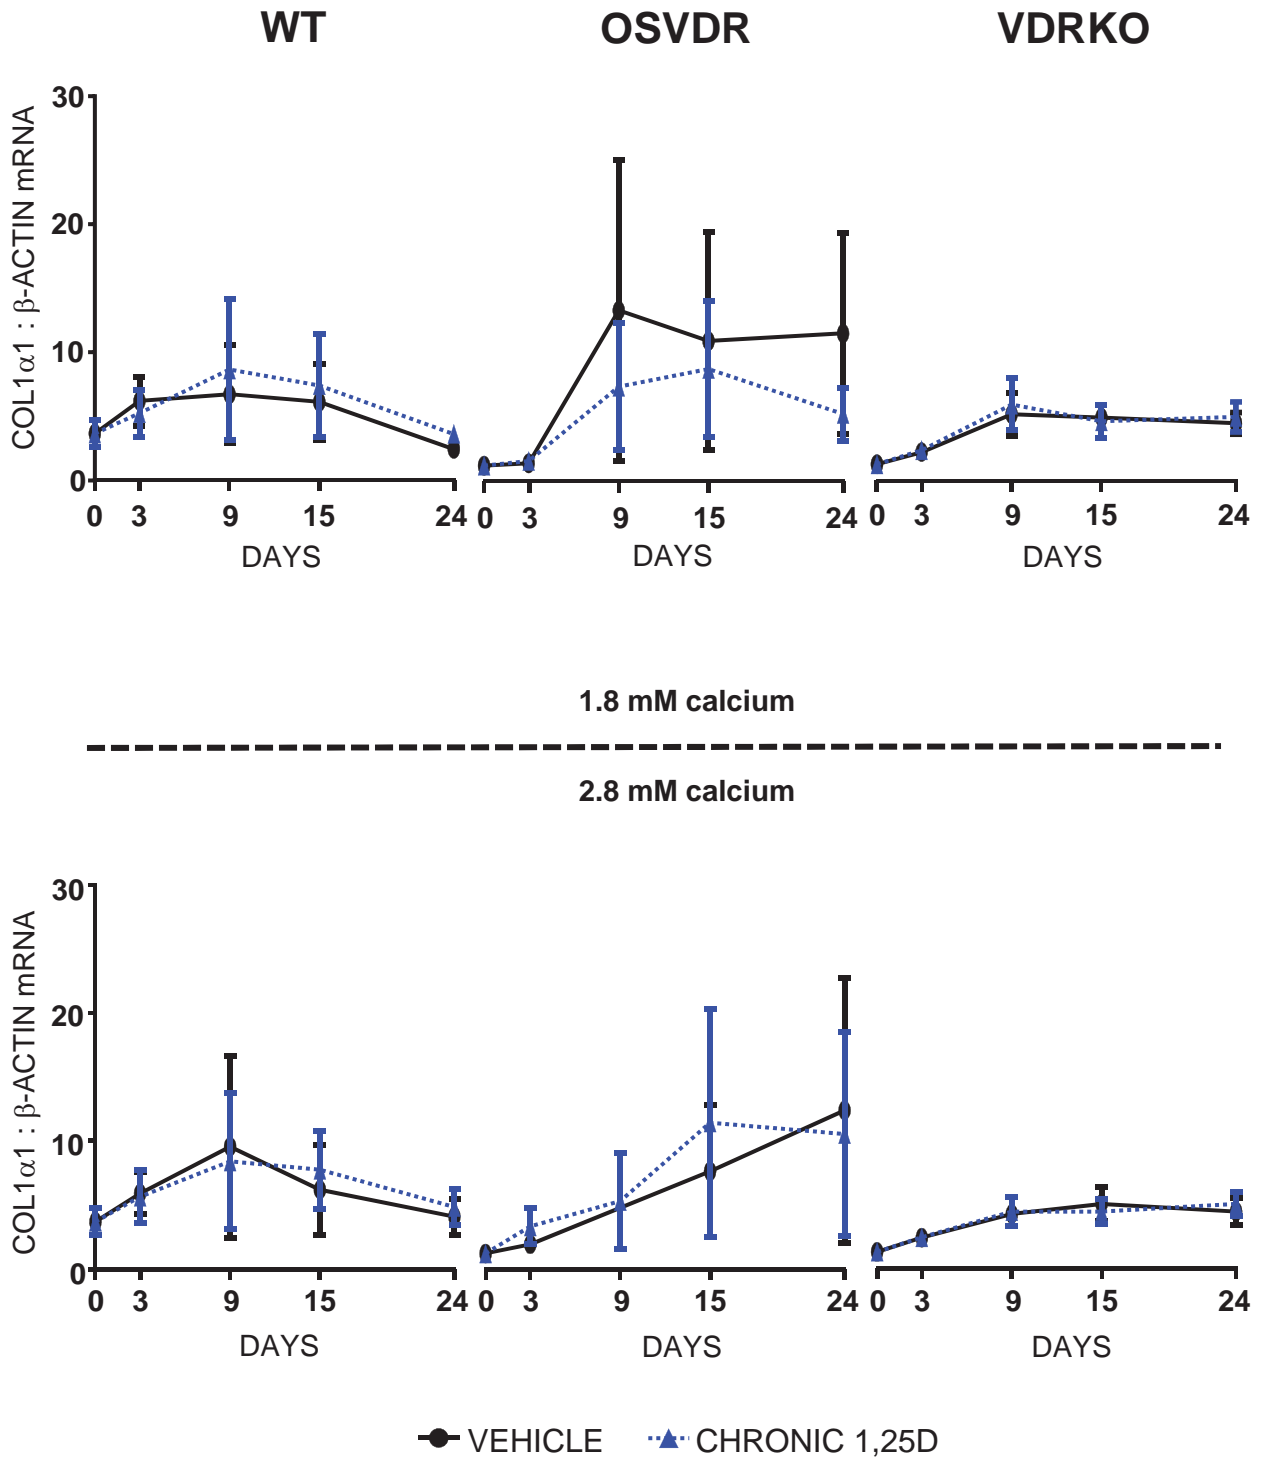 WT OSVDR VDRKO
COL1α1 : β-ACTIN mRNA
30
20
10
0
0 3 9 15 24 0 3 9 15 24 0 3 9 15 24
DAYS DAYS DAYS
1.8 mM calcium
2.8 mM calcium
COL1α1 : β-ACTIN mRNA
30
20
10
0
0 3 9 15 24 0 3 9 15 24 0 3 9 15 24
DAYS DAYS DAYS
VEHICLE CHRONIC 1,25D